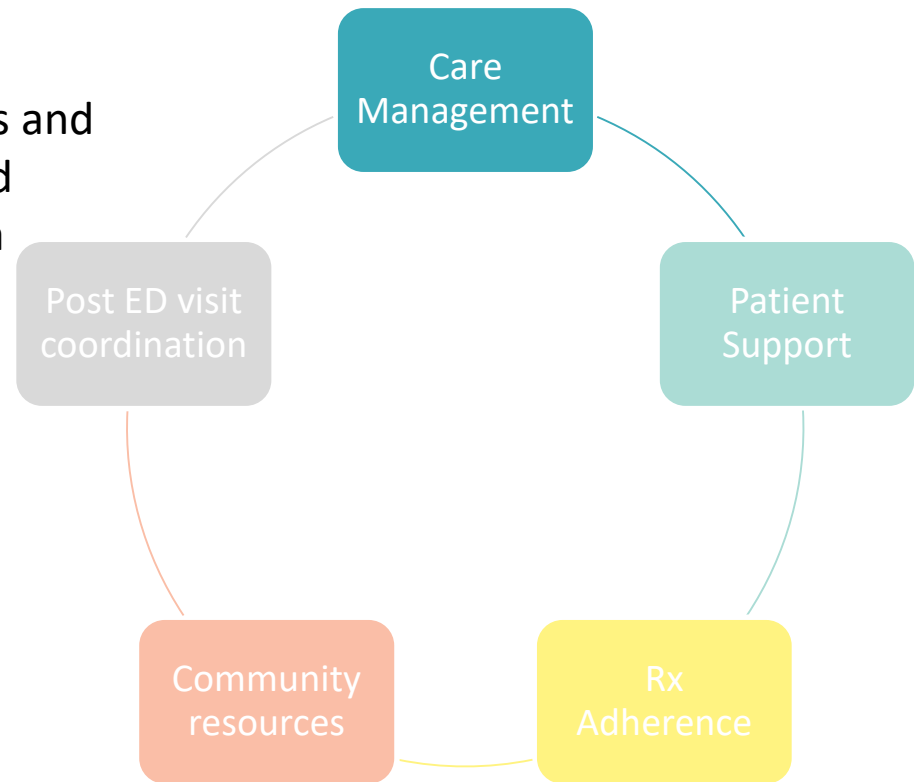 s and
d
Care
Management
Post ED visit
coordination
Patient
Support
Community
resources
Rx
Adherence